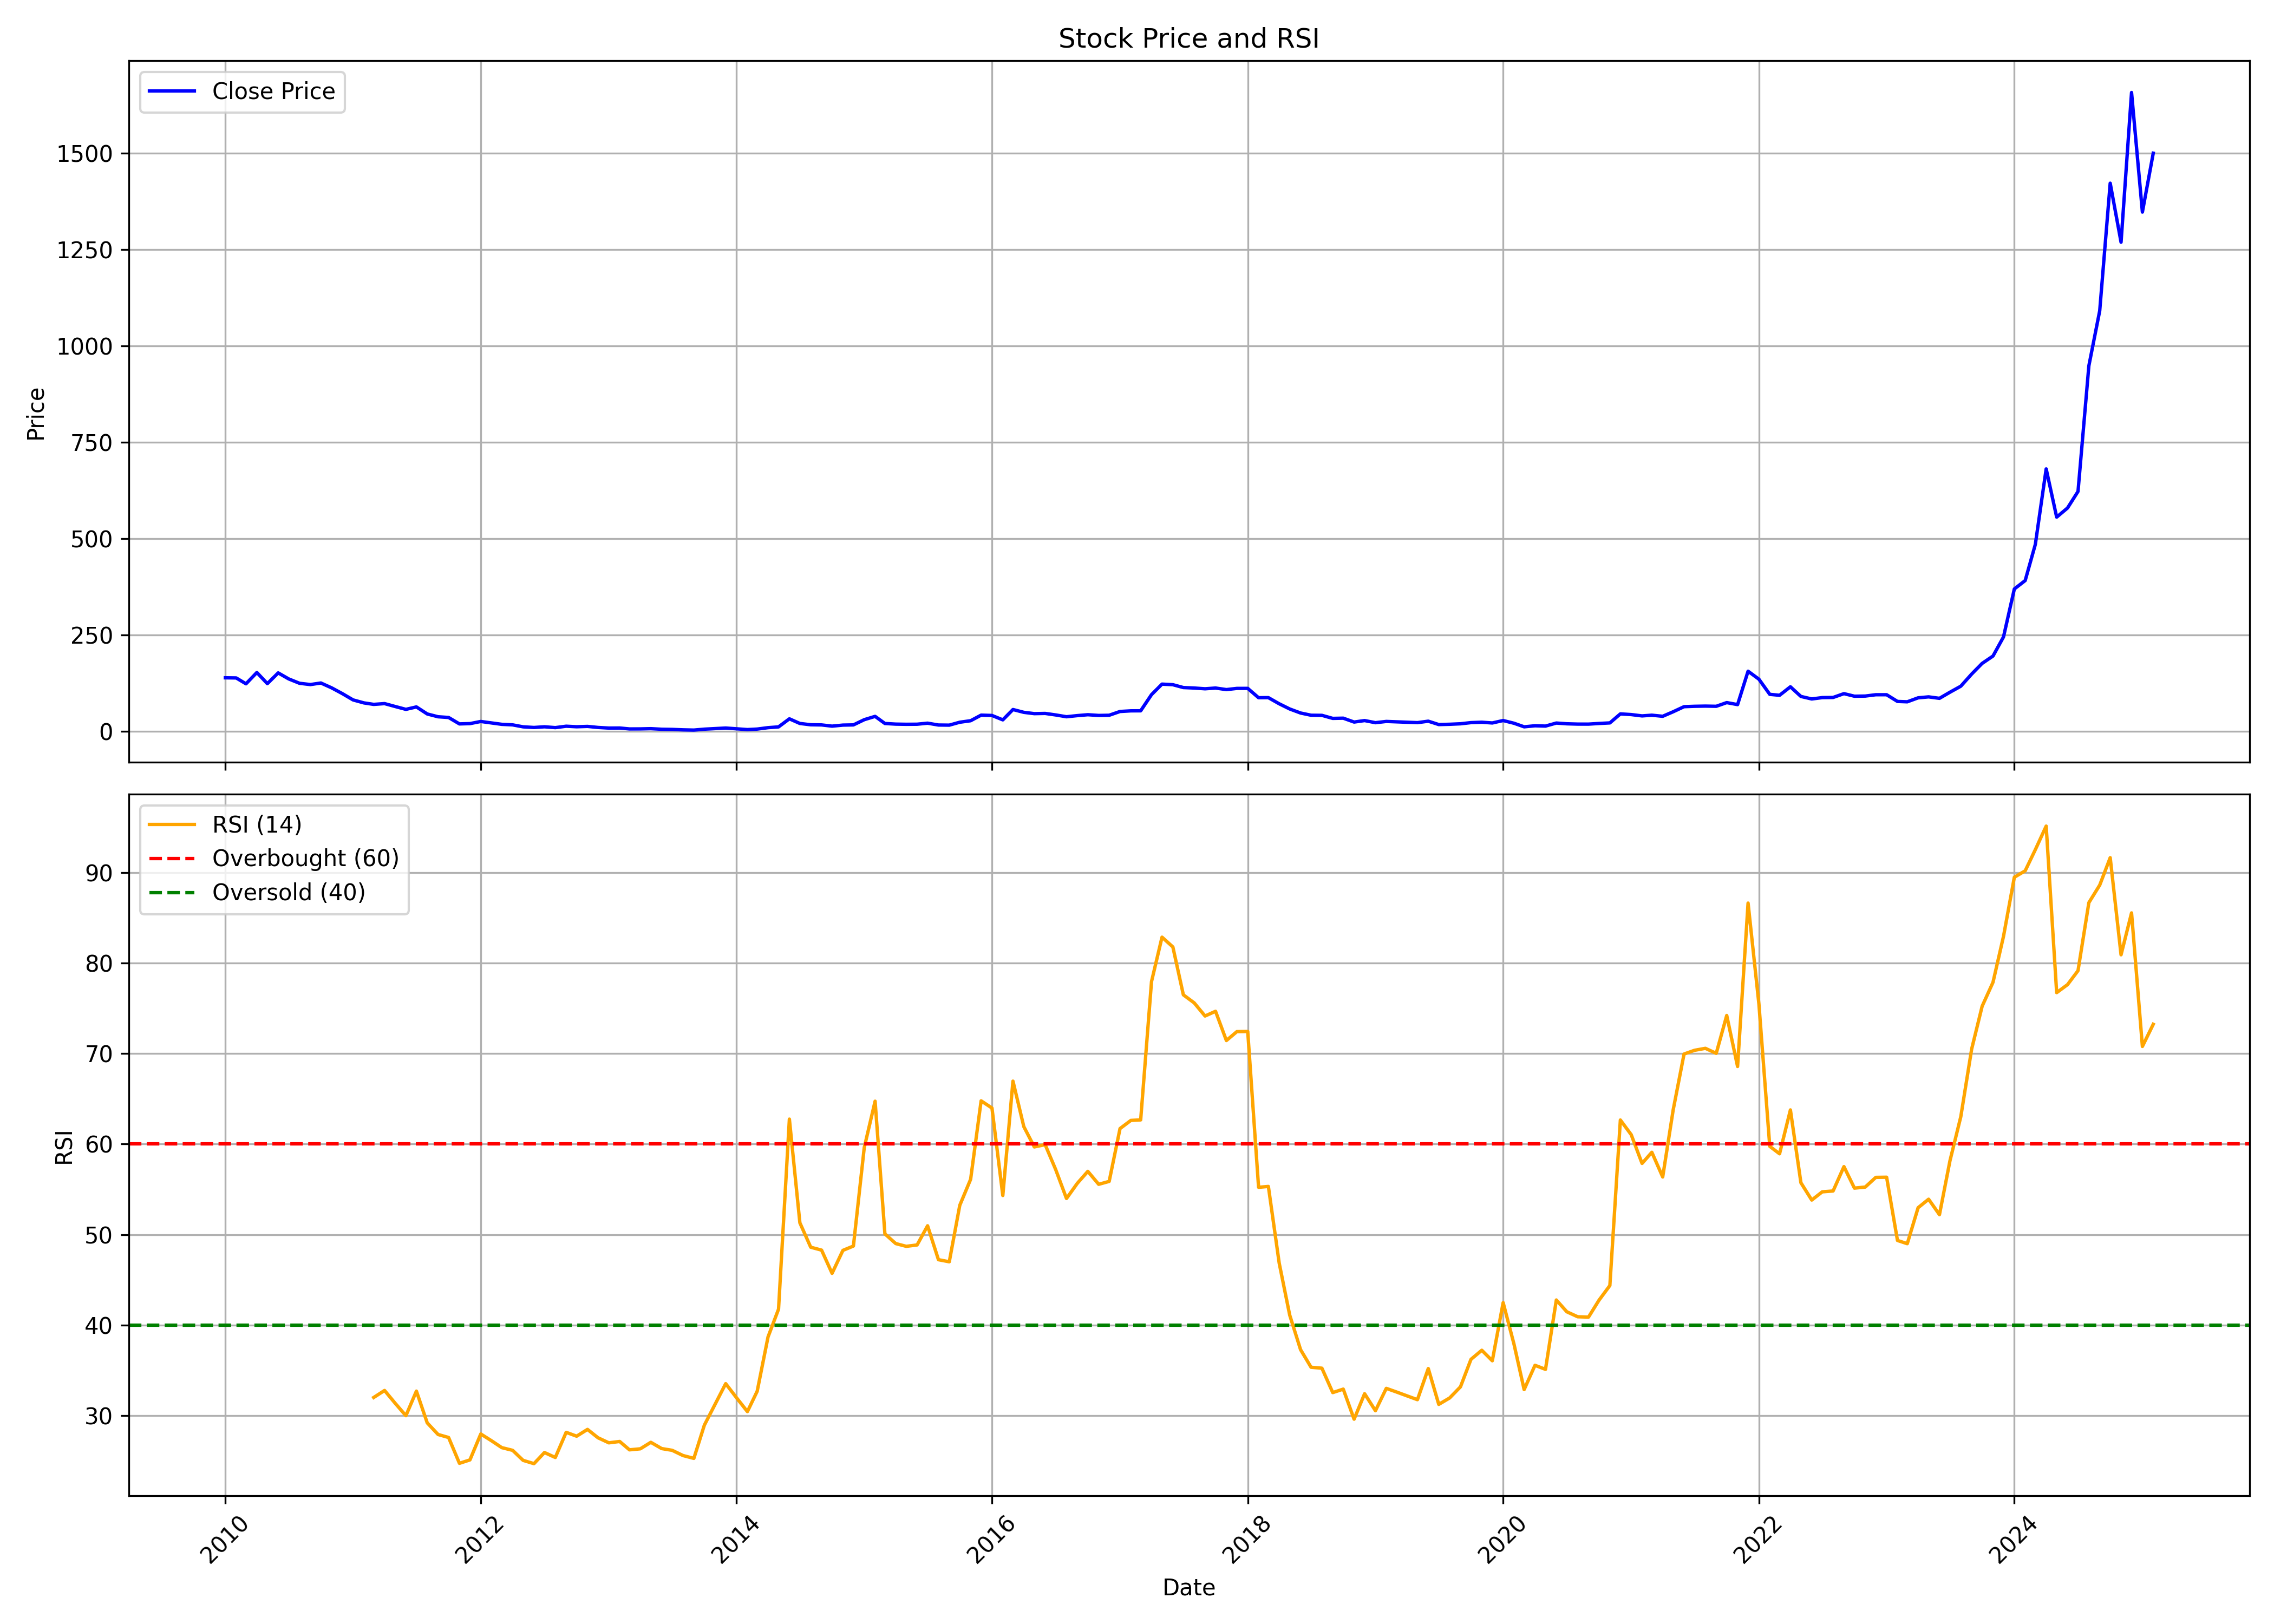 Stock Price and RSI
Close Price
1500
1250
1000
750
500
250
0
Price
RSI (14)
Overbought (60)
Oversold (40)
90
80
70
60
50
40
30
RSI
2010
2012
2014
2016
2018
2020
2022
2024
Date